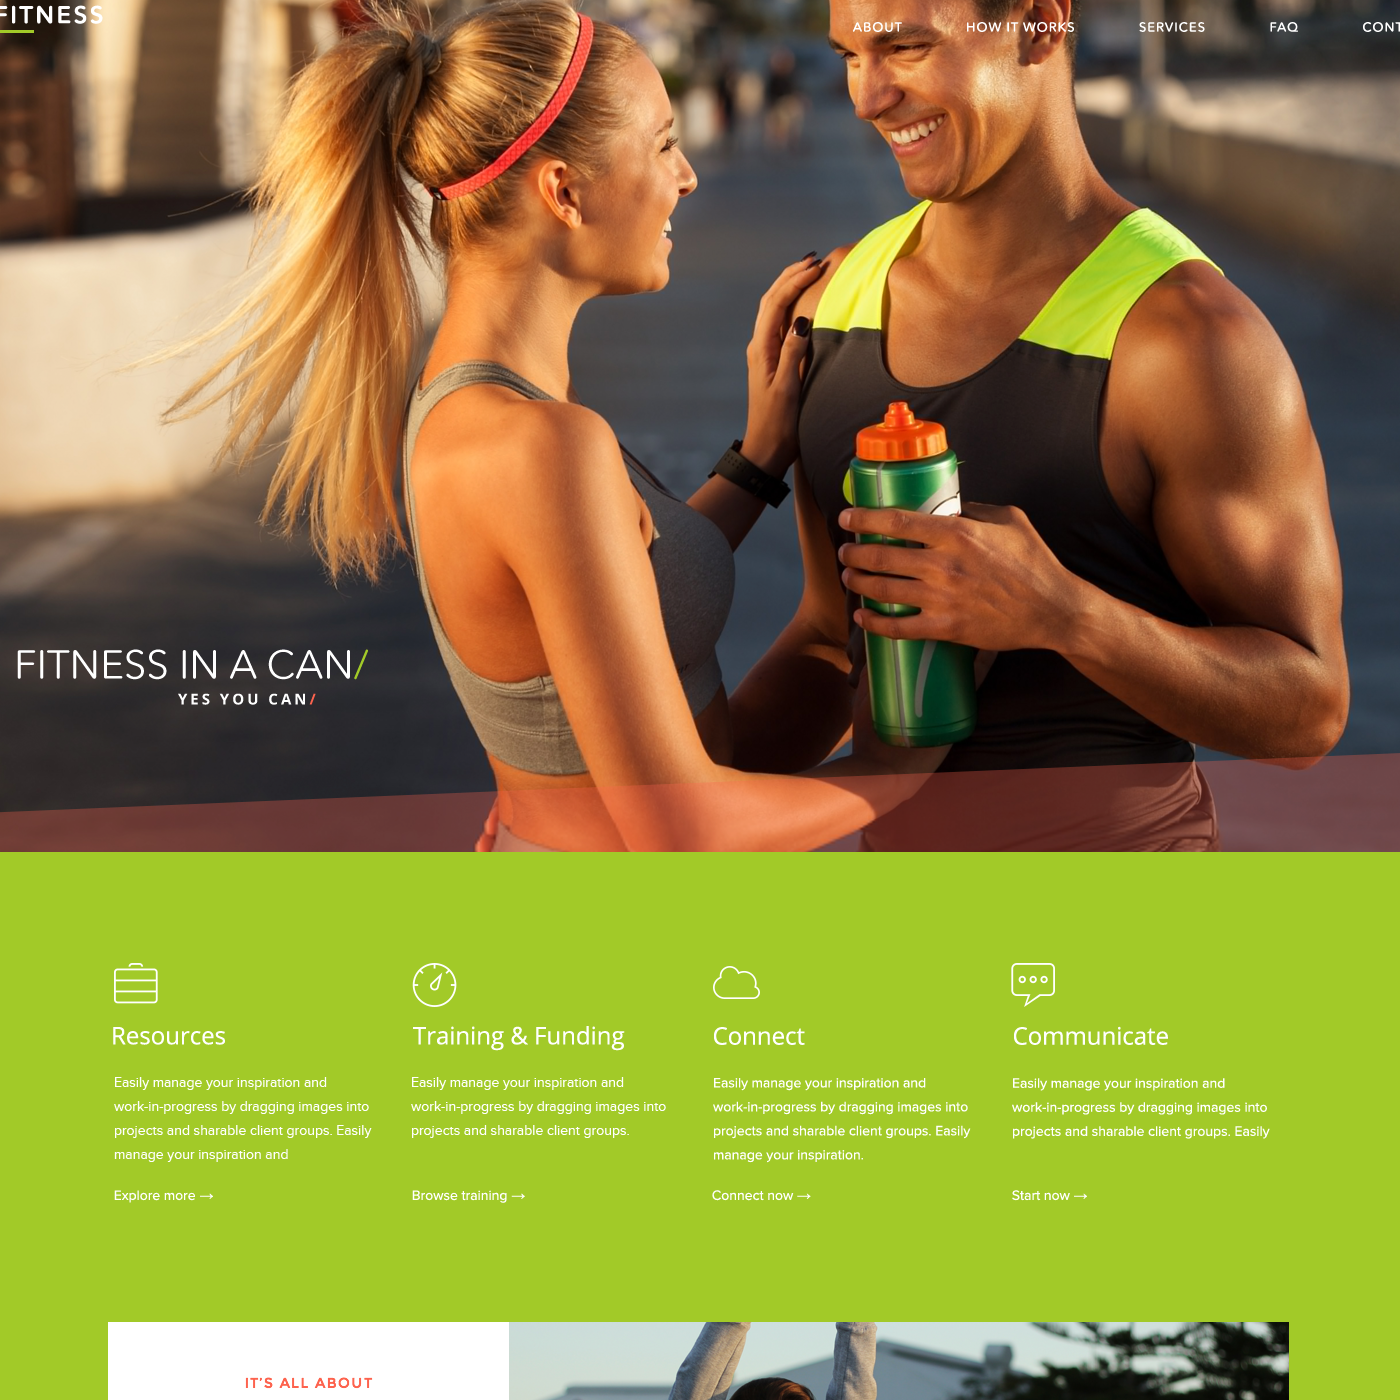 FITNESS
ABOUT HOW IT WORKS SERVICES FAQ CONT
FITNESS IN A CAN/
YES YOU CAN/
Resources
Easily manage your inspiration and
work-in-progress by dragging images into
projects and sharable client groups. Easily
manage your inspiration and
Explore more →
Training & Funding
Easily manage your inspiration and
work-in-progress by dragging images into
projects and sharable client groups.
Browse training →
Connect
Easily manage your inspiration and
work-in-progress by dragging images into
projects and sharable client groups. Easily
manage your inspiration.
Connect now →
Communicate
Easily manage your inspiration and
work-in-progress by dragging images into
projects and sharable client groups. Easily
Start now →
IT'S ALL ABOUT